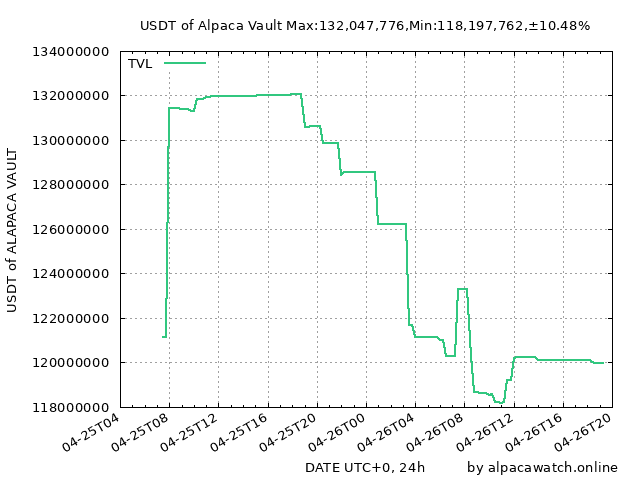 USDT of Alpaca Vault Max:132,047,776,Min:118,197,762,±10.48%
134000000
TVL
132000000
130000000
128000000
126000000
124000000
122000000
120000000
118000000
USDT of ALAPACA VAULT
04-25T04
04-25T08
04-25T12
04-25T16
04-25T20
04-26T00
04-26T04
04-26T08
04-26T12
04-26T16
04-26T20
DATE UTC+0, 24h
by alpacawatch.online